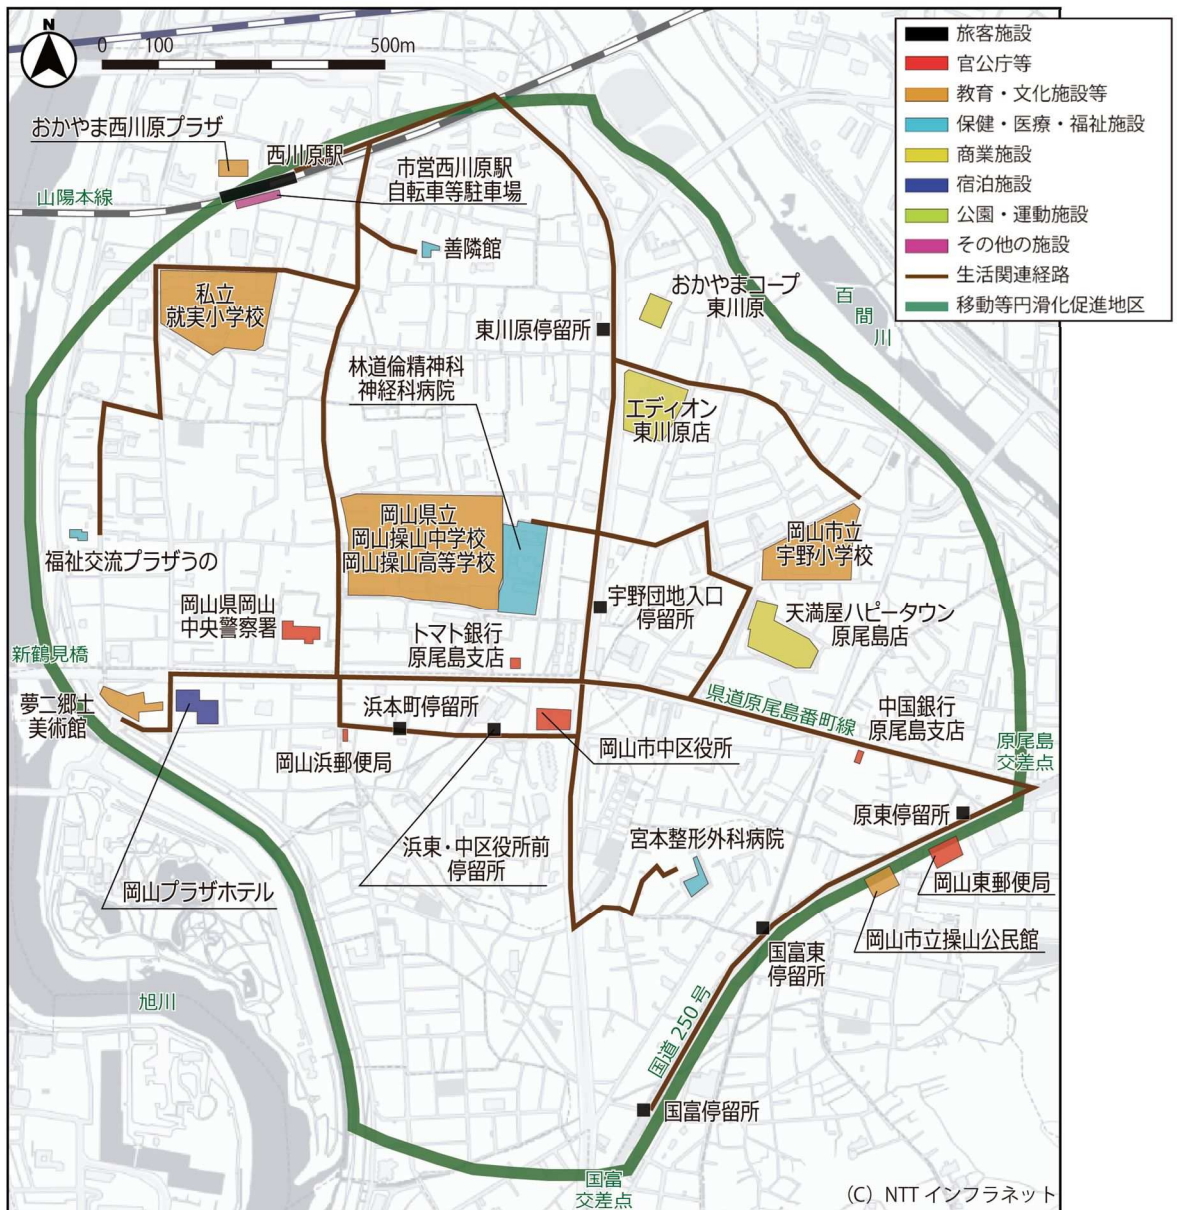 N
0 100 500m
旅客施設
官公庁等
教育・文化施設等
保健・医療・福祉施設
商業施設
宿泊施設
公園・運動施設
その他の施設
生活関連経路
移動等円滑化促進地区
おかやま西川原プラザ
西川原駅
市営西川原駅
自転車等駐車場
山陽本線
善隣館
私立
就実小学校
おかやまコープ
東川原
百
間
川
東川原停留所
林道倫精神科
神経科病院
エディオン
東川原店
岡山県立
岡山操山中学校
岡山操山高等学校
岡山市立
宇野小学校
福祉交流プラザうの
岡山県岡山
中央警察署
宇野団地入口
停留所
天満屋ハピータウン
原尾島店
トマト銀行
原尾島支店
新鶴見橋
夢二郷土
美術館
浜本町停留所
県道原尾島番町線
中国銀行
原尾島支店
岡山浜郵便局
岡山市中区役所
原尾島
交差点
原東停留所
浜東・中区役所前
停留所
宮本整形外科病院
岡山プラザホテル
岡山東郵便局
岡山市立操山公民館
国富東
停留所
旭川
国道 250 号
国富停留所
国富
交差点
(C) NTT インフラネット